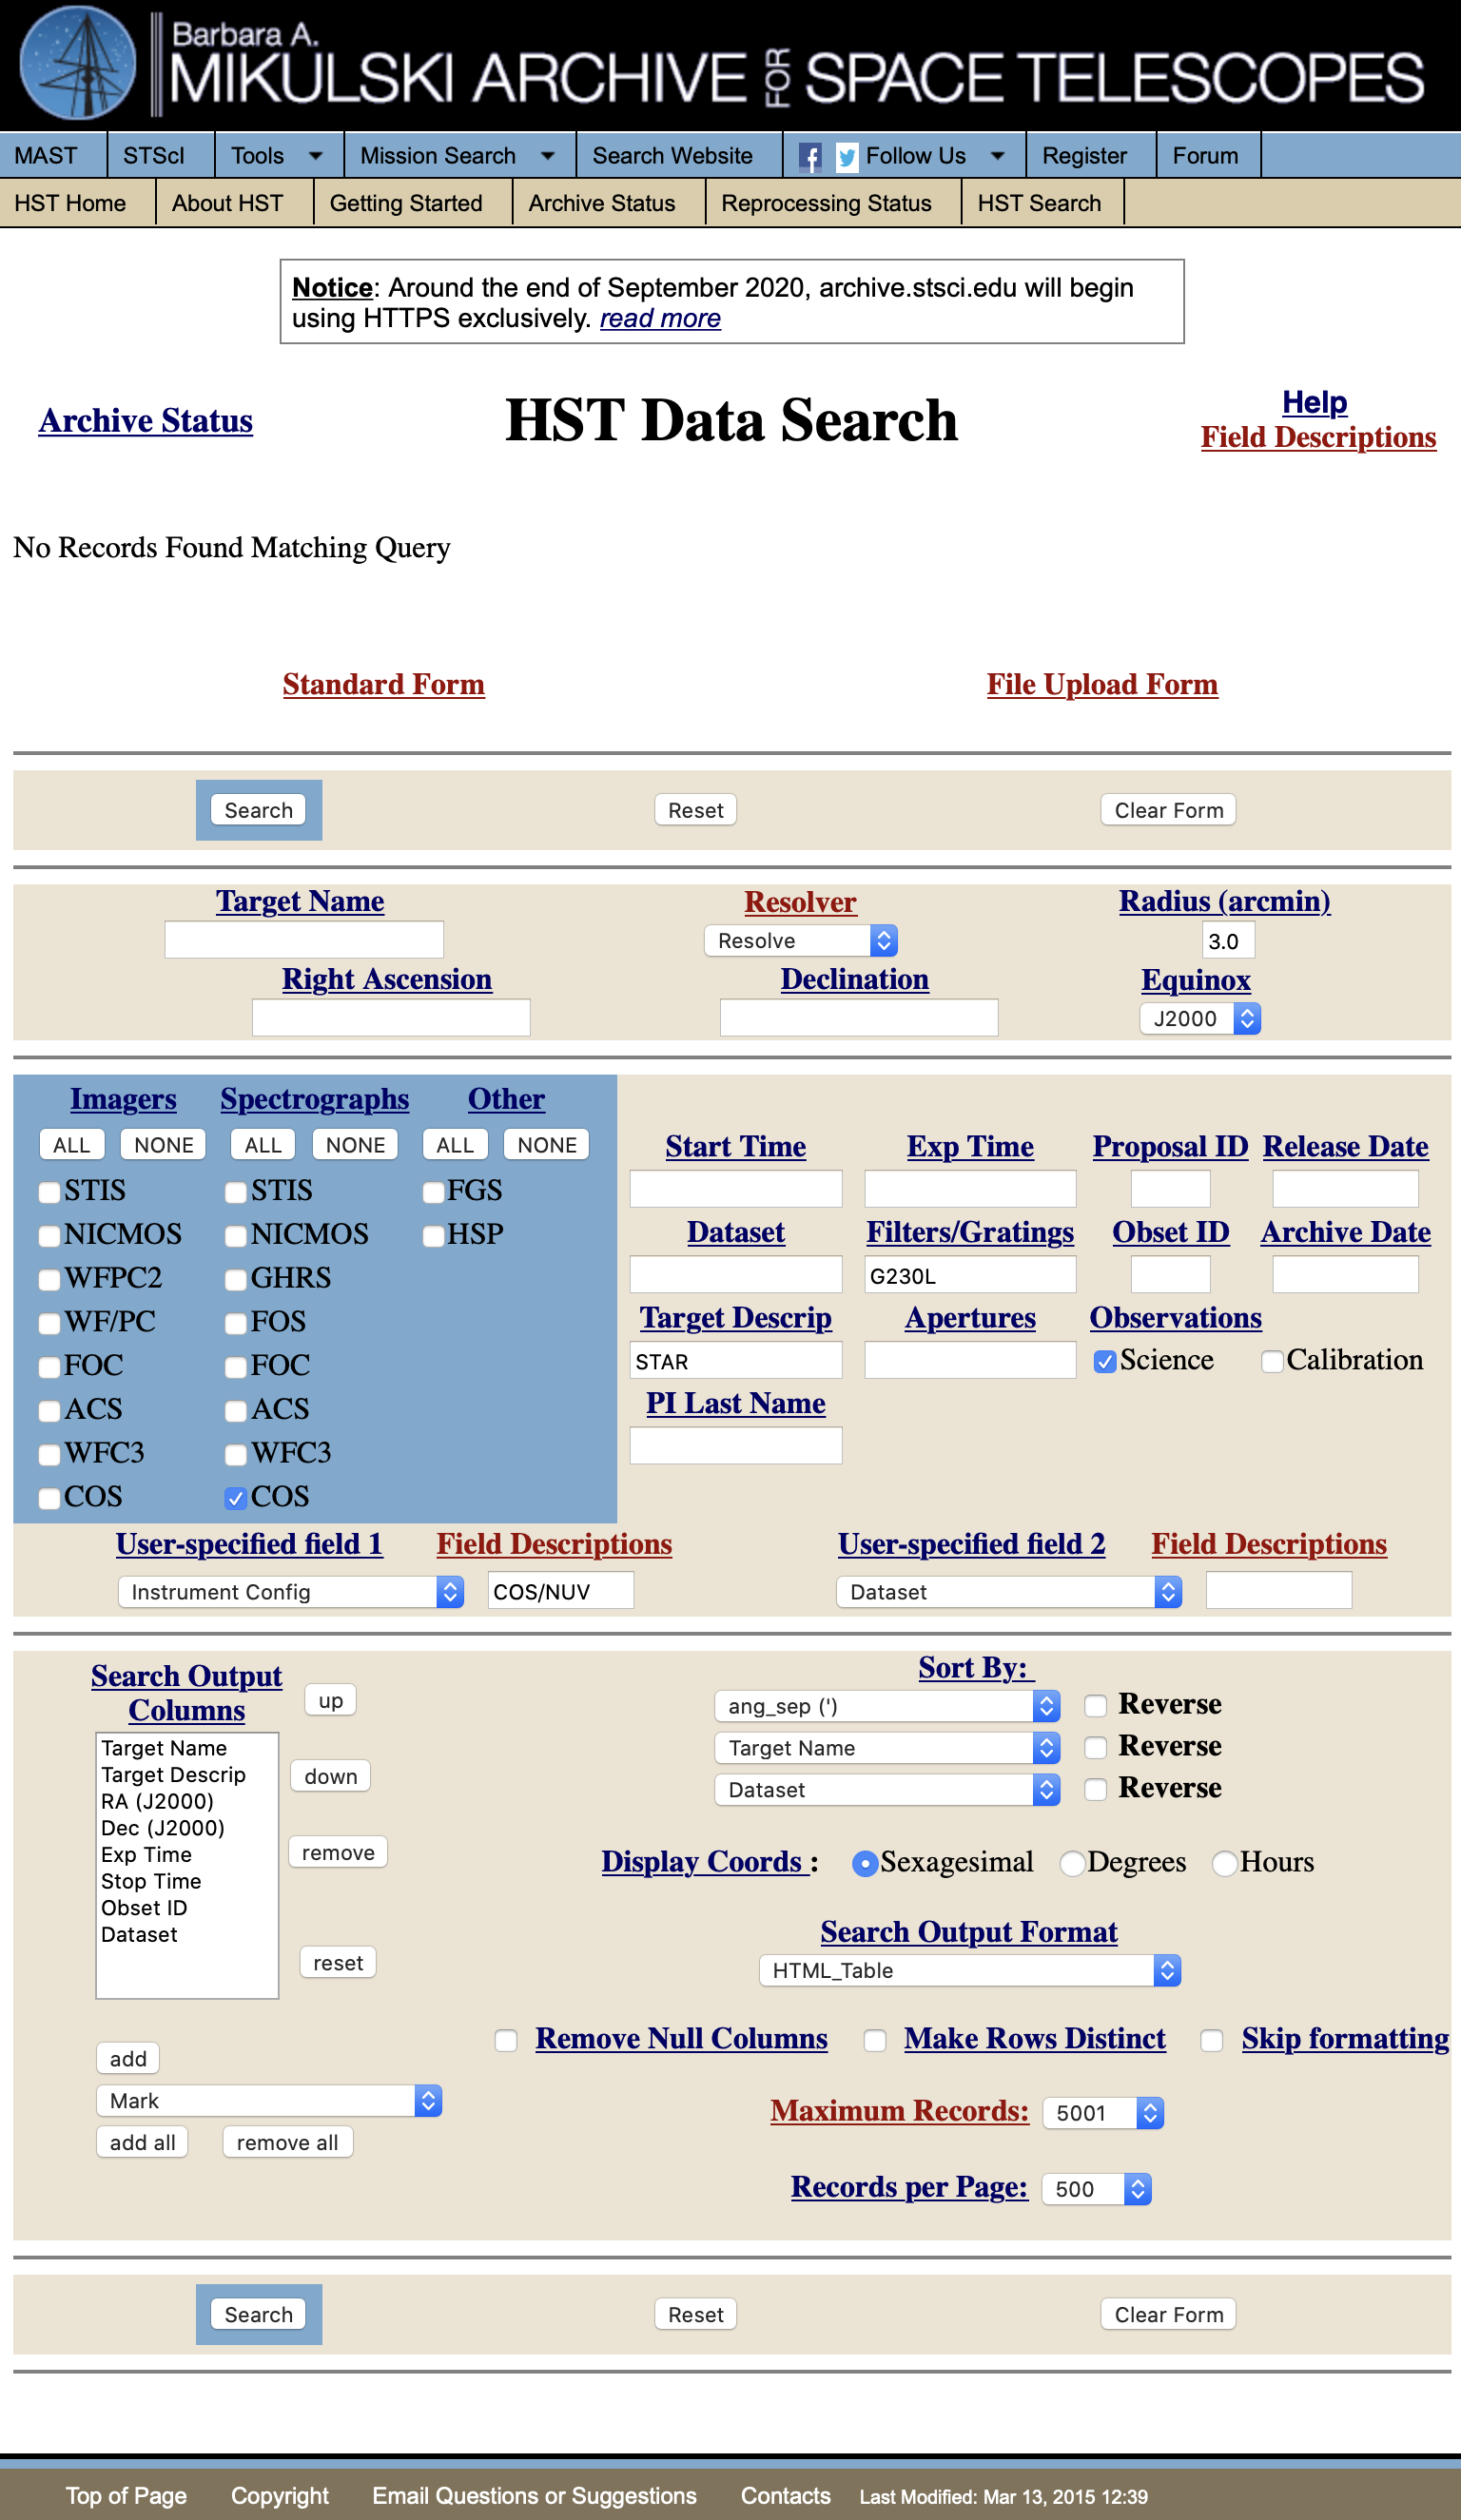 Barbara A.
MIKULSKI ARCHIVE FOR SPACE TELESCOPES
MAST STScI Tools Mission Search Search Website Follow Us Register Forum
HST Home About HST Getting Started Archive Status Reprocessing Status HST Search
Notice: Around the end of September 2020, archive.stsci.edu will begin
using HTTPS exclusively. read more
Archive Status HST Data Search Help
Field Descriptions
No Records Found Matching Query
Standard Form File Upload Form
Search Reset Clear Form
Target Name Resolver Radius (arcmin)
Resolve 3.0
Right Ascension Declination Equinox
J2000
Imagers Spectrographs Other
ALL NONE ALL NONE ALL NONE
Start Time Exp Time Proposal ID Release Date
STIS STIS FGS
NICMOS NICMOS HSP
Dataset Filters/Gratings Obset ID Archive Date
WFPC2 GHRS
G230L
WF/PC FOS
Target Descrip Apertures Observations
FOC FOC
STAR Science Calibration
ACS ACS
PI Last Name
WFC3 WFC3
COS COS
User-specified field 1 Field Descriptions User-specified field 2 Field Descriptions
Instrument Config COS/NUV Dataset
Search Output
Columns
up
Target Name
Target Descrip
RA (J2000)
Dec (J2000)
Exp Time
Stop Time
Obset ID
Dataset
down
remove
reset
add
Mark
add all remove all
Sort By:
ang_sep (') Reverse
Target Name Reverse
Dataset Reverse
Display Coords : Sexagesimal Degrees Hours
Search Output Format
HTML_Table
Remove Null Columns Make Rows Distinct Skip formatting
Maximum Records: 5001
Records per Page: 500
Search Reset Clear Form
Top of Page Copyright Email Questions or Suggestions Contacts Last Modified: Mar 13, 2015 12:39